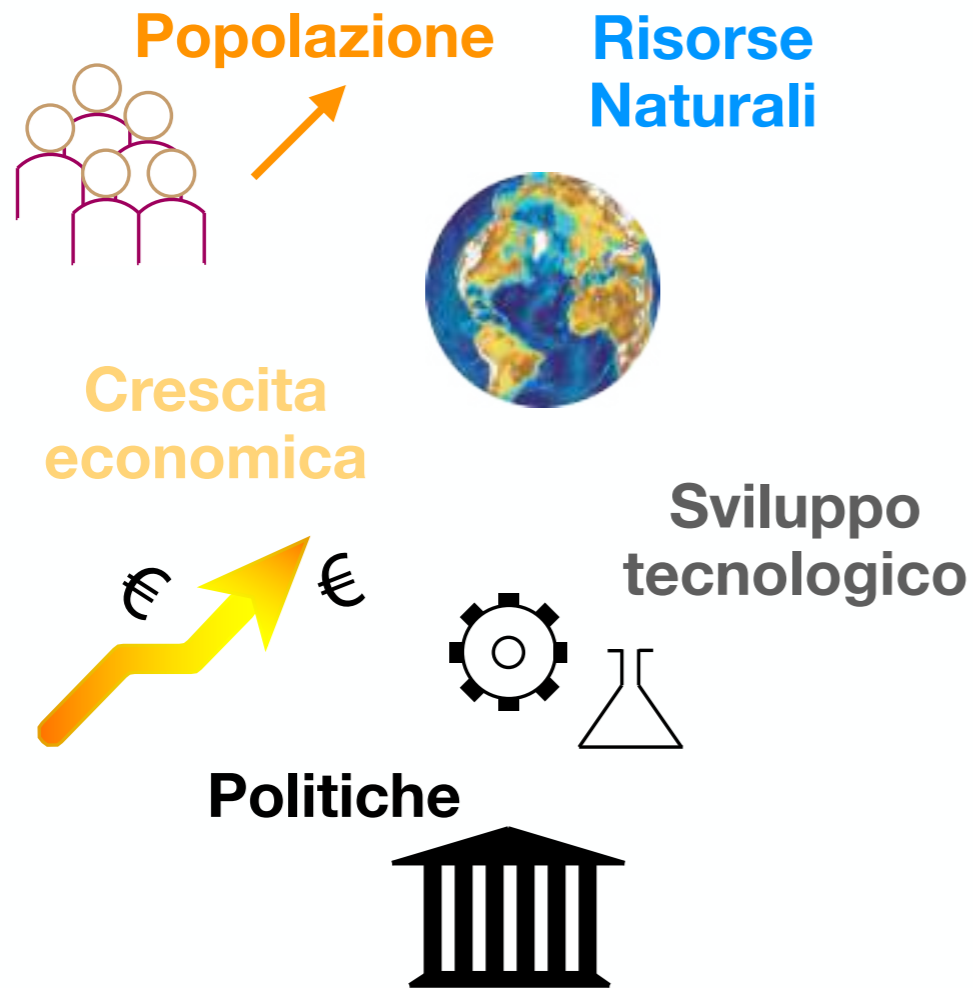 Popolazione
Risorse
Naturali
Crescita
economica
Sviluppo
tecnologico
€
€
Politiche